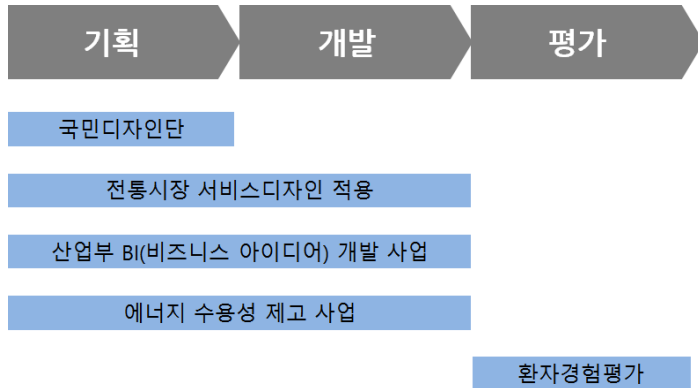 기획
개발
평가
국민디자인단
전통시장 서비스디자인 적용
산업부 BI(비즈니스 아이디어) 개발 사업
에너지 수용성 제고 사업
환자경험평가